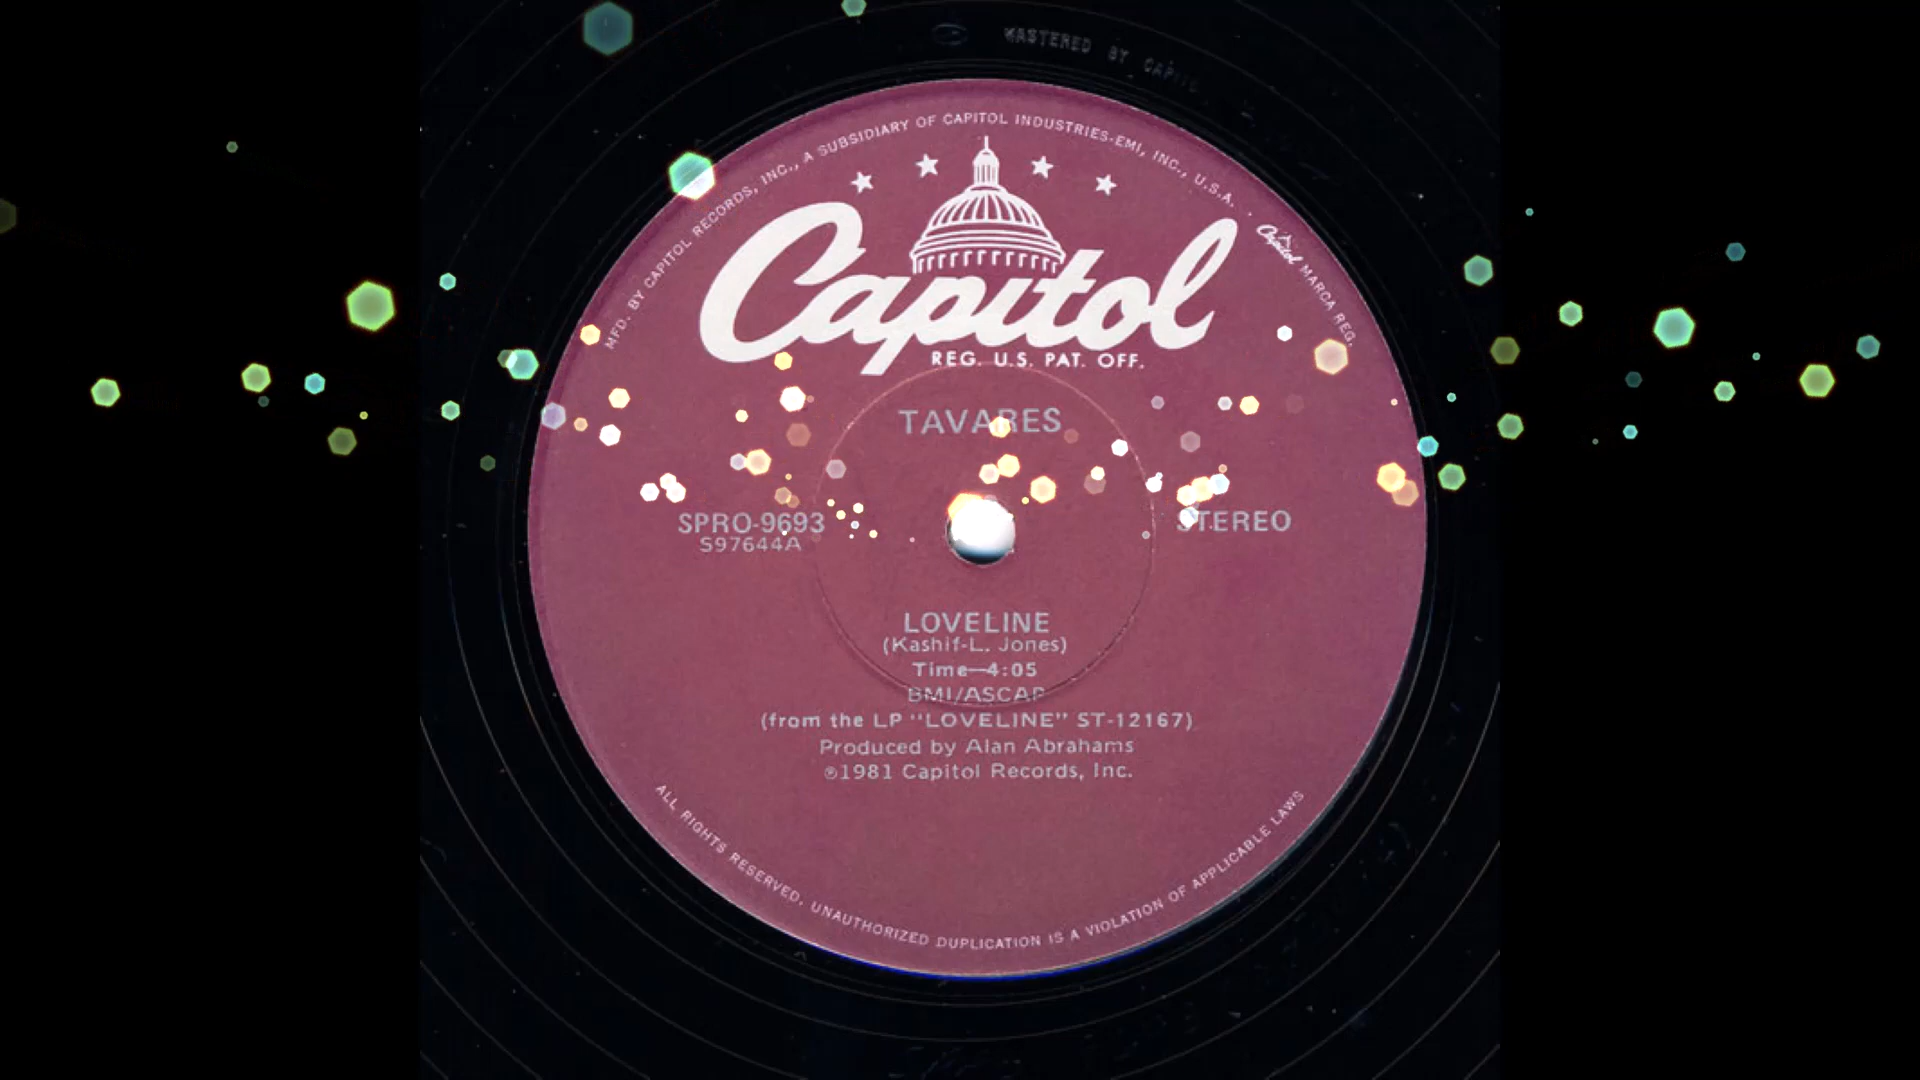 MASTERED BY CAPITOL
MFD. BY CAPITOL RECORDS, INC., A SUBSIDIARY OF CAPITOL INDUSTRIES-EMI, INC., U.S.A. . Capitol MARCA REG.
Capitol
REG. U.S. PAT. OFF.
TAVARES
SPRO-9693
S97644A
STEREO
LOVELINE
(Kashif-L. Jones)
Time—4:05
BMI/ASCAP
(from the LP "LOVELINE" ST-12167)
Produced by Alan Abrahams
℗1981 Capitol Records, Inc.
ALL RIGHTS RESERVED. UNAUTHORIZED DUPLICATION IS A VIOLATION OF APPLICABLE LAWS